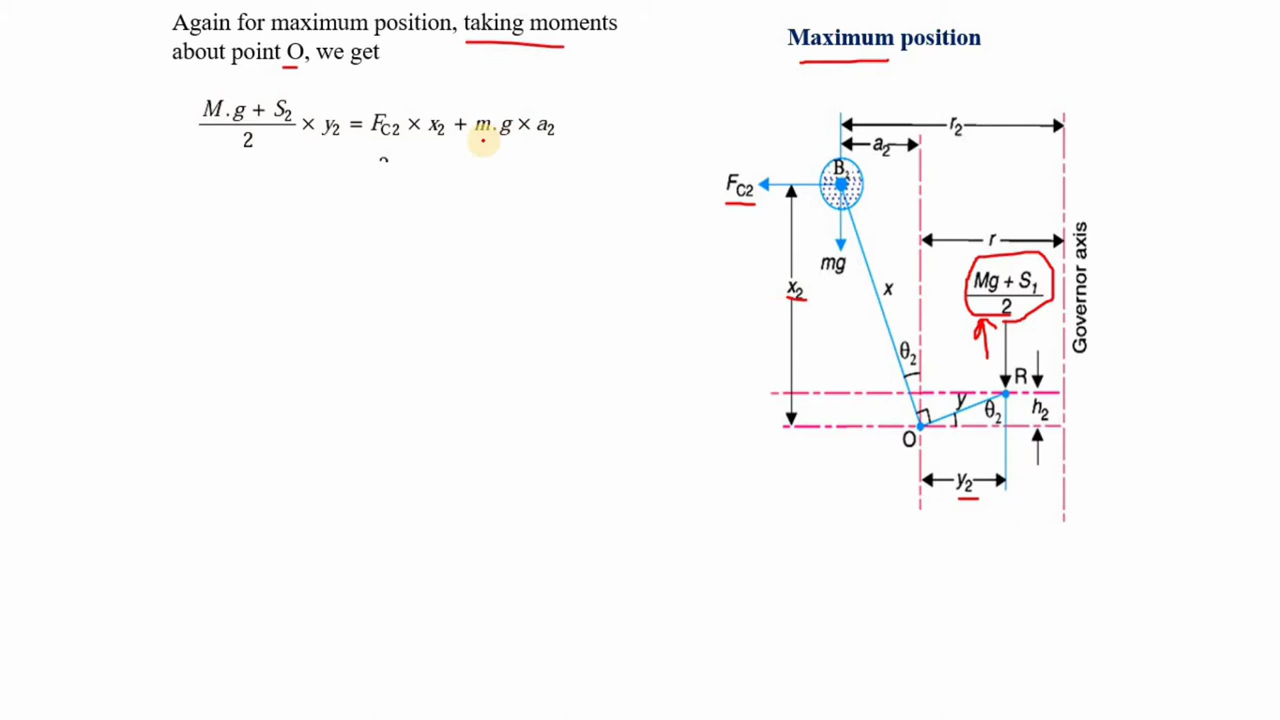 Again for maximum position, taking moments
about point O, we get
M.g + S2
2
× y2 = FC2 × x2 + m.g × a2
2
Maximum position
r2
a2
B
FC2
mg
r
Mg + S1
2
x2
x
Governor axis
θ2
R
y
θ2
h2
O
y2